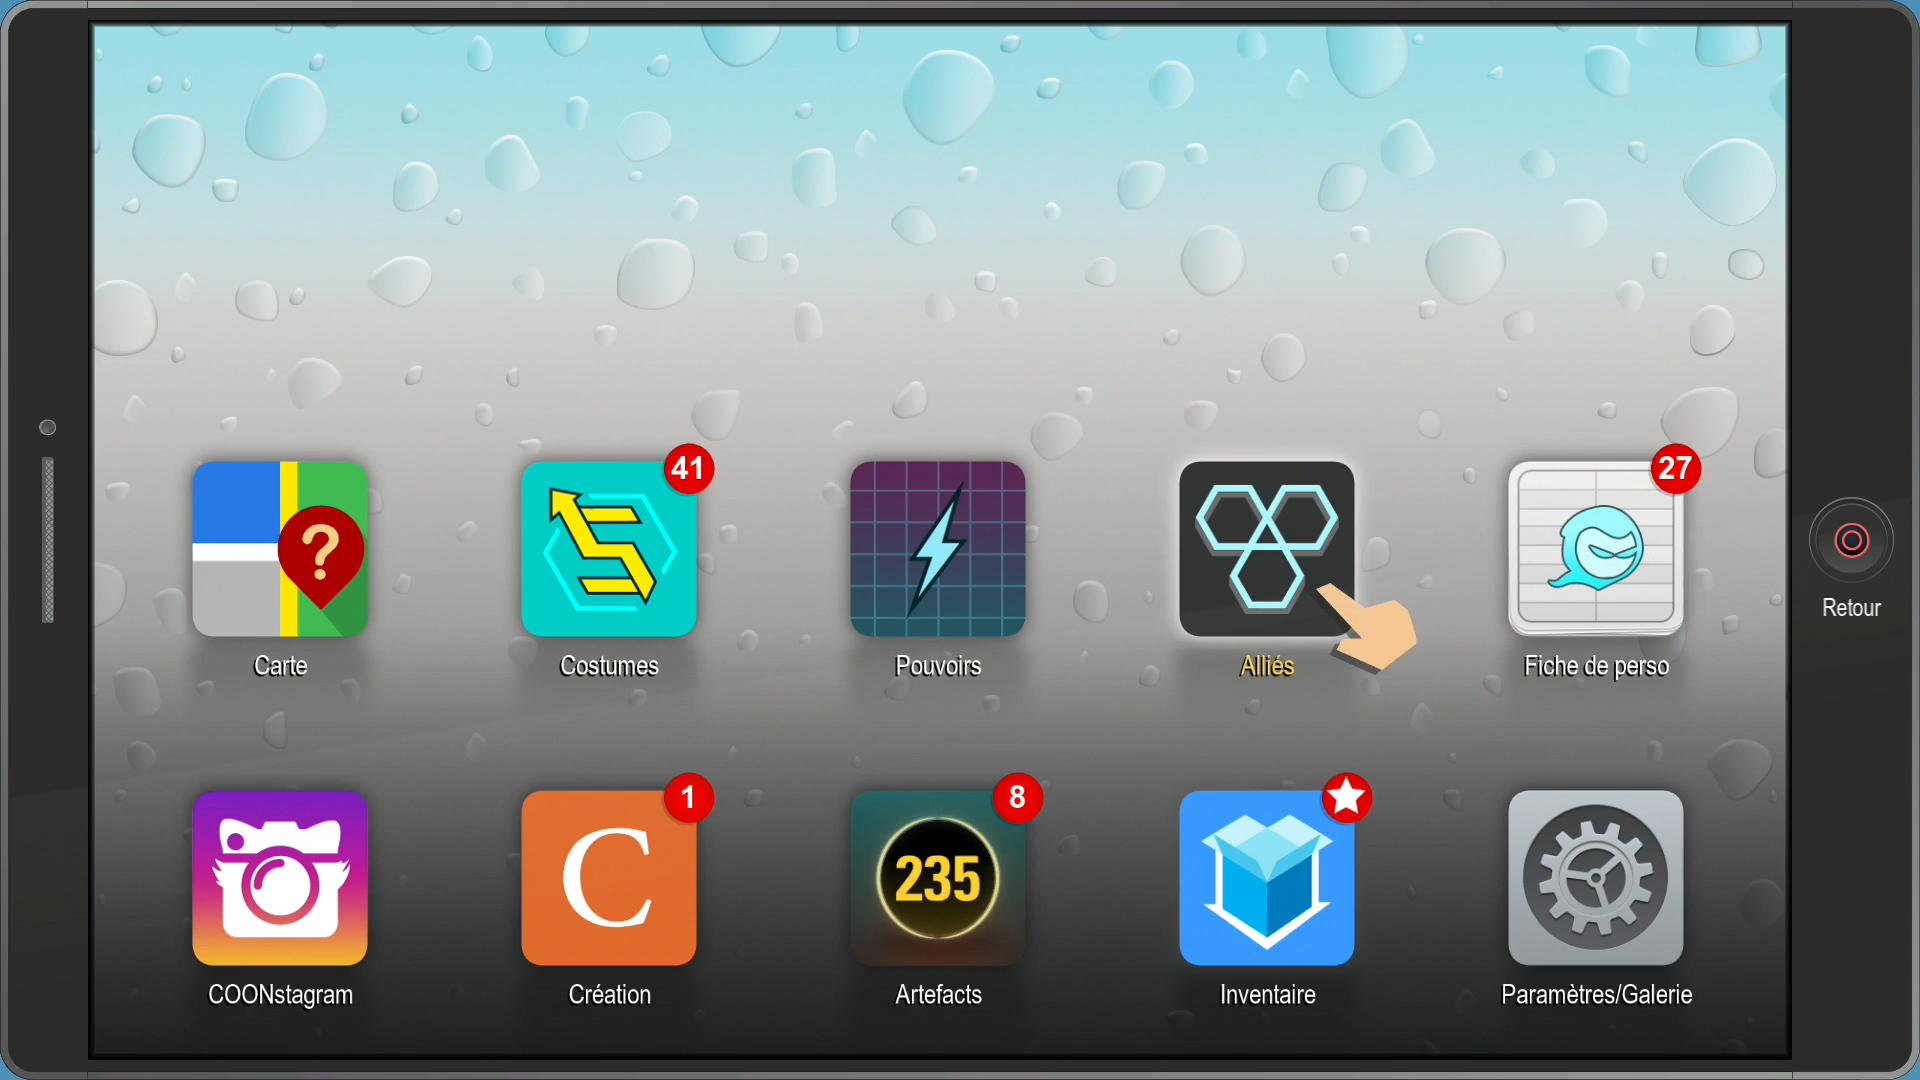 41
27
Carte
Costumes
Pouvoirs
Alliés
Fiche de perso
Retour
1
8
C
235
COONstagram
Création
Artefacts
Inventaire
Paramètres/Galerie
?